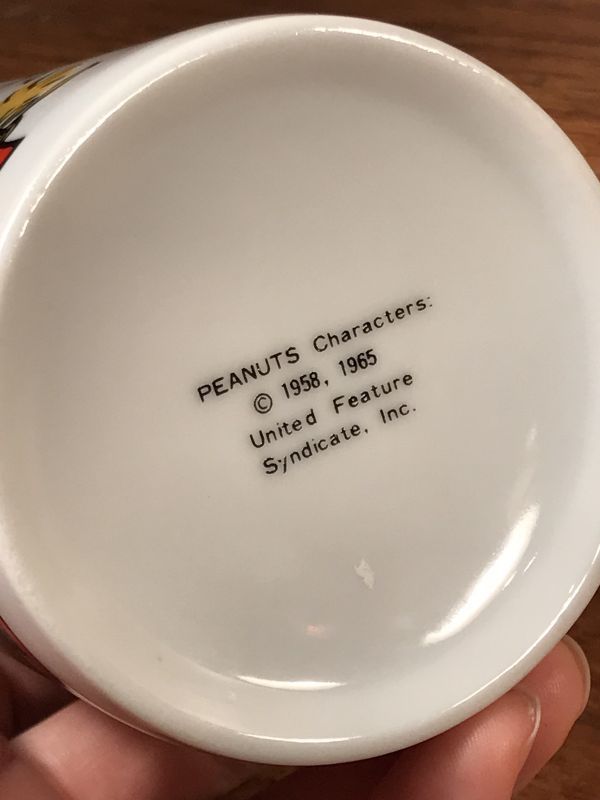 PEANUTS Characters:
© 1958, 1965
United Feature
Syndicate, Inc.